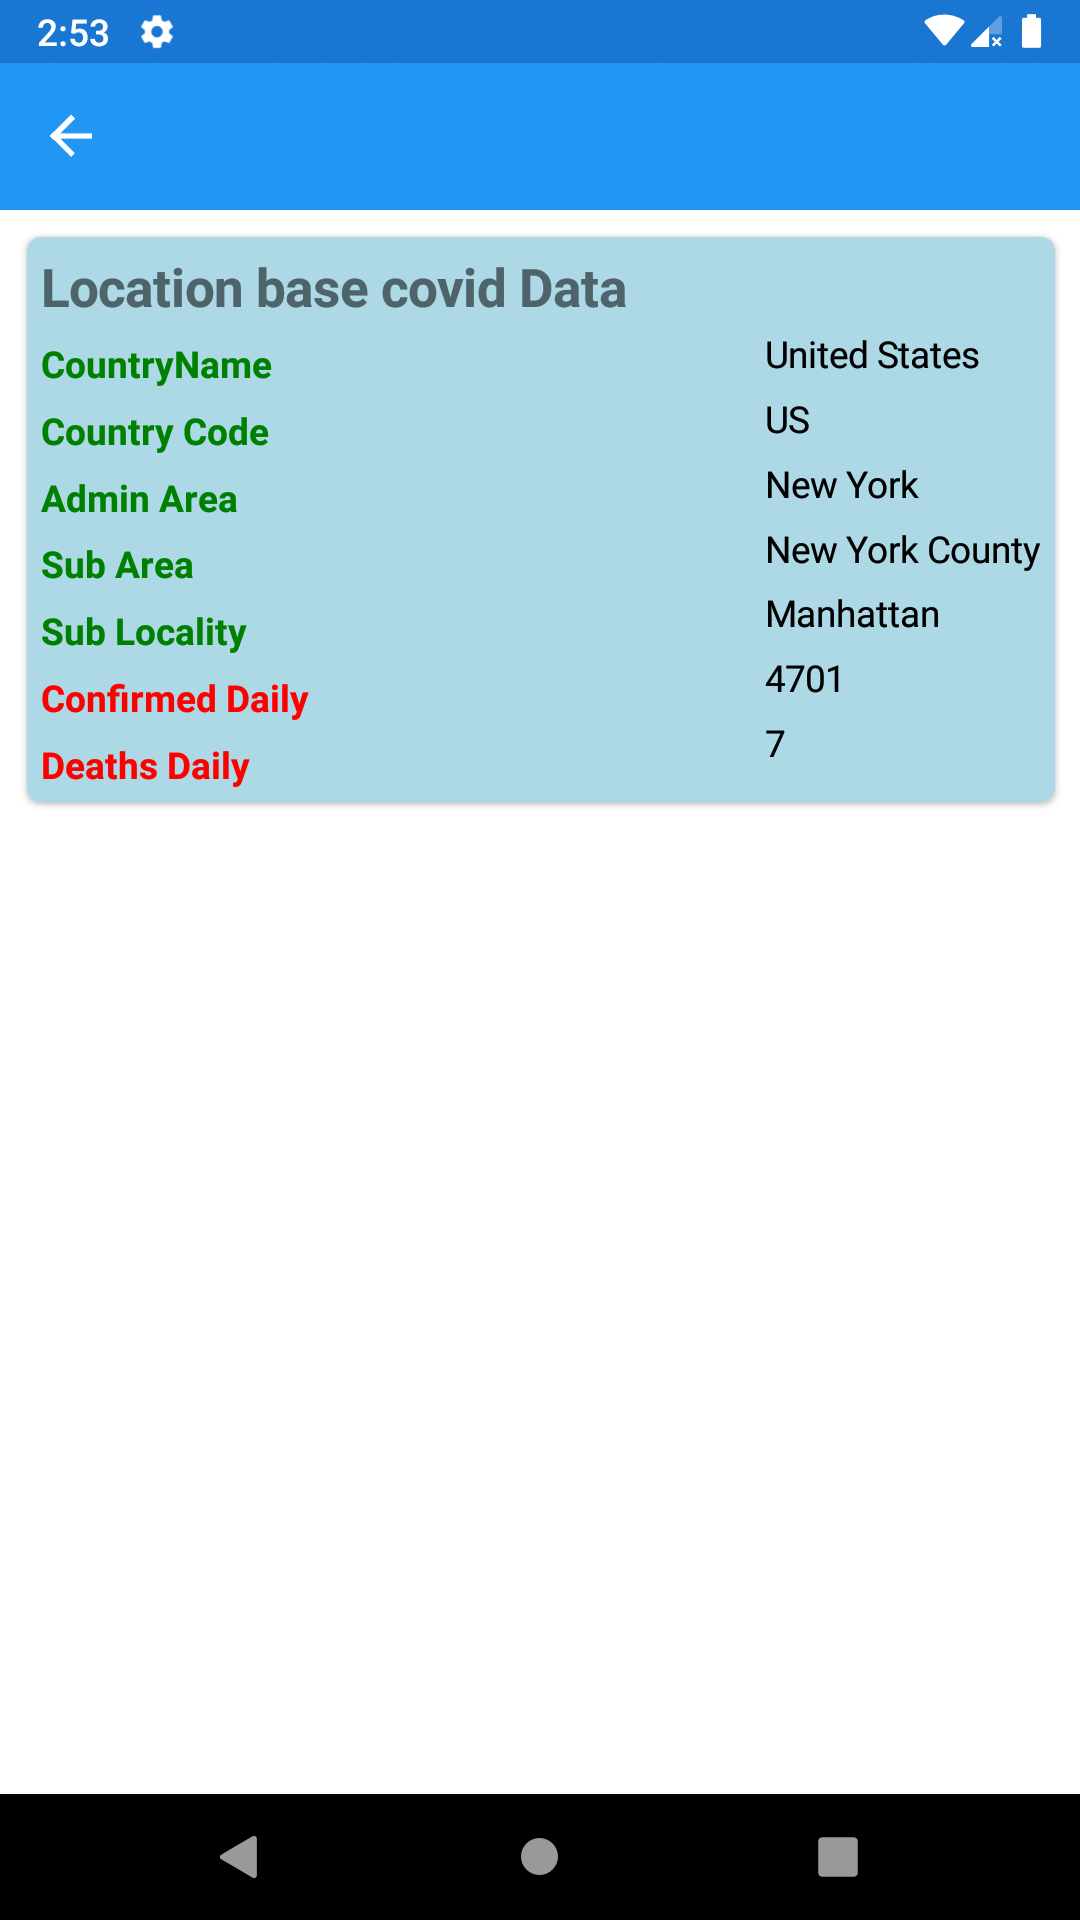 2:53
Location base covid Data
CountryName United States
Country Code US
Admin Area New York
Sub Area New York County
Sub Locality Manhattan
Confirmed Daily 4701
Deaths Daily 7